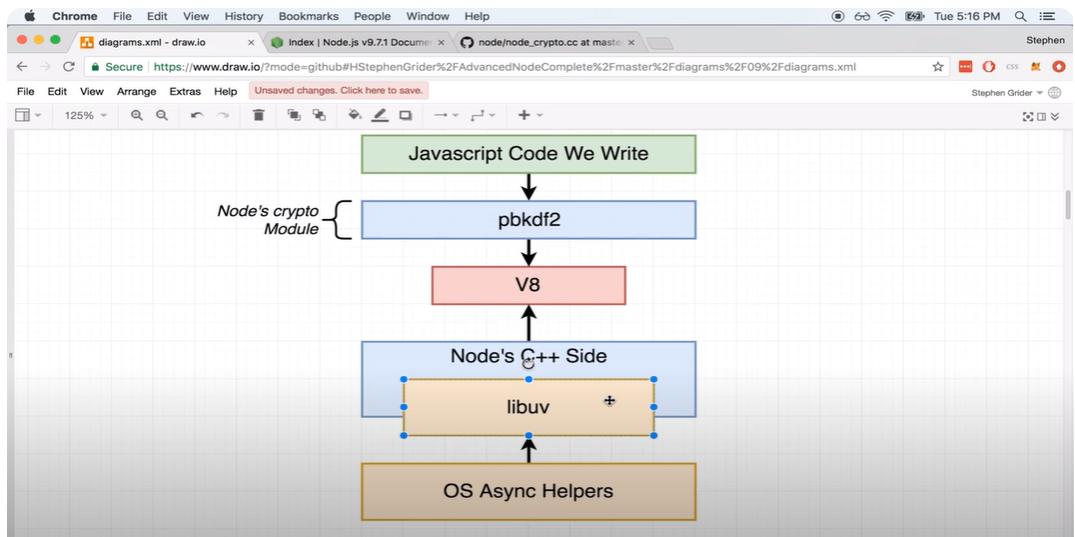 Chrome File Edit View History Bookmarks People Window Help Tue 5:16 PM
diagrams.xml - draw.io × Index | Node.js v9.7.1 Documen × node/node_crypto.cc at maste × Stephen
Secure https://www.draw.io/?mode=github#HStephenGrider%2FAdvancedNodeComplete%2Fmaster%2Fdiagrams%2F09%2Fdiagrams.xml CSS
File Edit View Arrange Extras Help Unsaved changes. Click here to save. Stephen Grider
125%
Javascript Code We Write
Node's crypto
Module
pbkdf2
V8
Node's C++ Side
libuv
OS Async Helpers